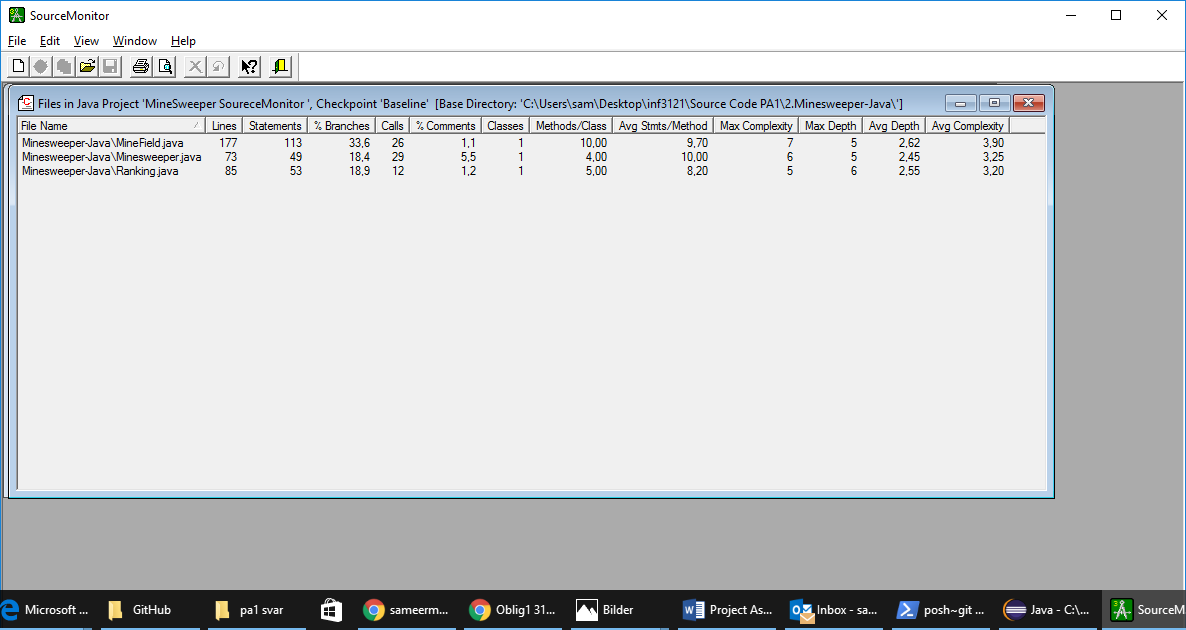 SourceMonitor
File Edit View Window Help
Files in Java Project 'MineSweeper SoureceMonitor ', Checkpoint 'Baseline' [Base Directory: 'C:\Users\sam\Desktop\inf3121\Source Code PA1\2.Minesweeper-Java\']
File Name Lines Statements % Branches Calls % Comments Classes Methods/Class Avg Stmts/Method Max Complexity Max Depth Avg Depth Avg Complexity
Minesweeper-Java\MineField.java 177 113 33,6 26 1,1 1 10,00 9,70 7 5 2,62 3,90
Minesweeper-Java\Minesweeper.java 73 49 18,4 29 5,5 1 4,00 10,00 6 5 2,45 3,25
Minesweeper-Java\Ranking.java 85 53 18,9 12 1,2 1 5,00 8,20 5 6 2,55 3,20
Microsoft ... GitHub pa1 svar sameerm... Oblig1 31... Bilder Project As... Inbox - sa... posh~git ... Java - C:\... SourceM